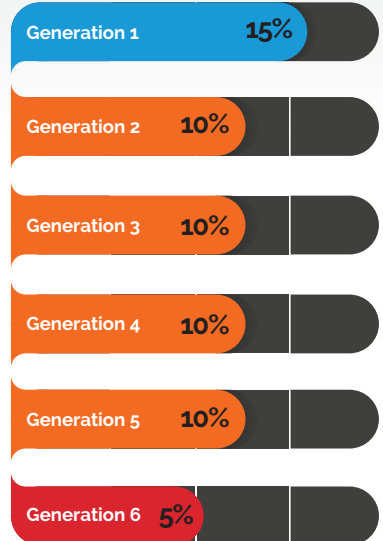 Generation 1 15%
Generation 2 10%
Generation 3 10%
Generation 4 10%
Generation 5 10%
Generation 6 5%